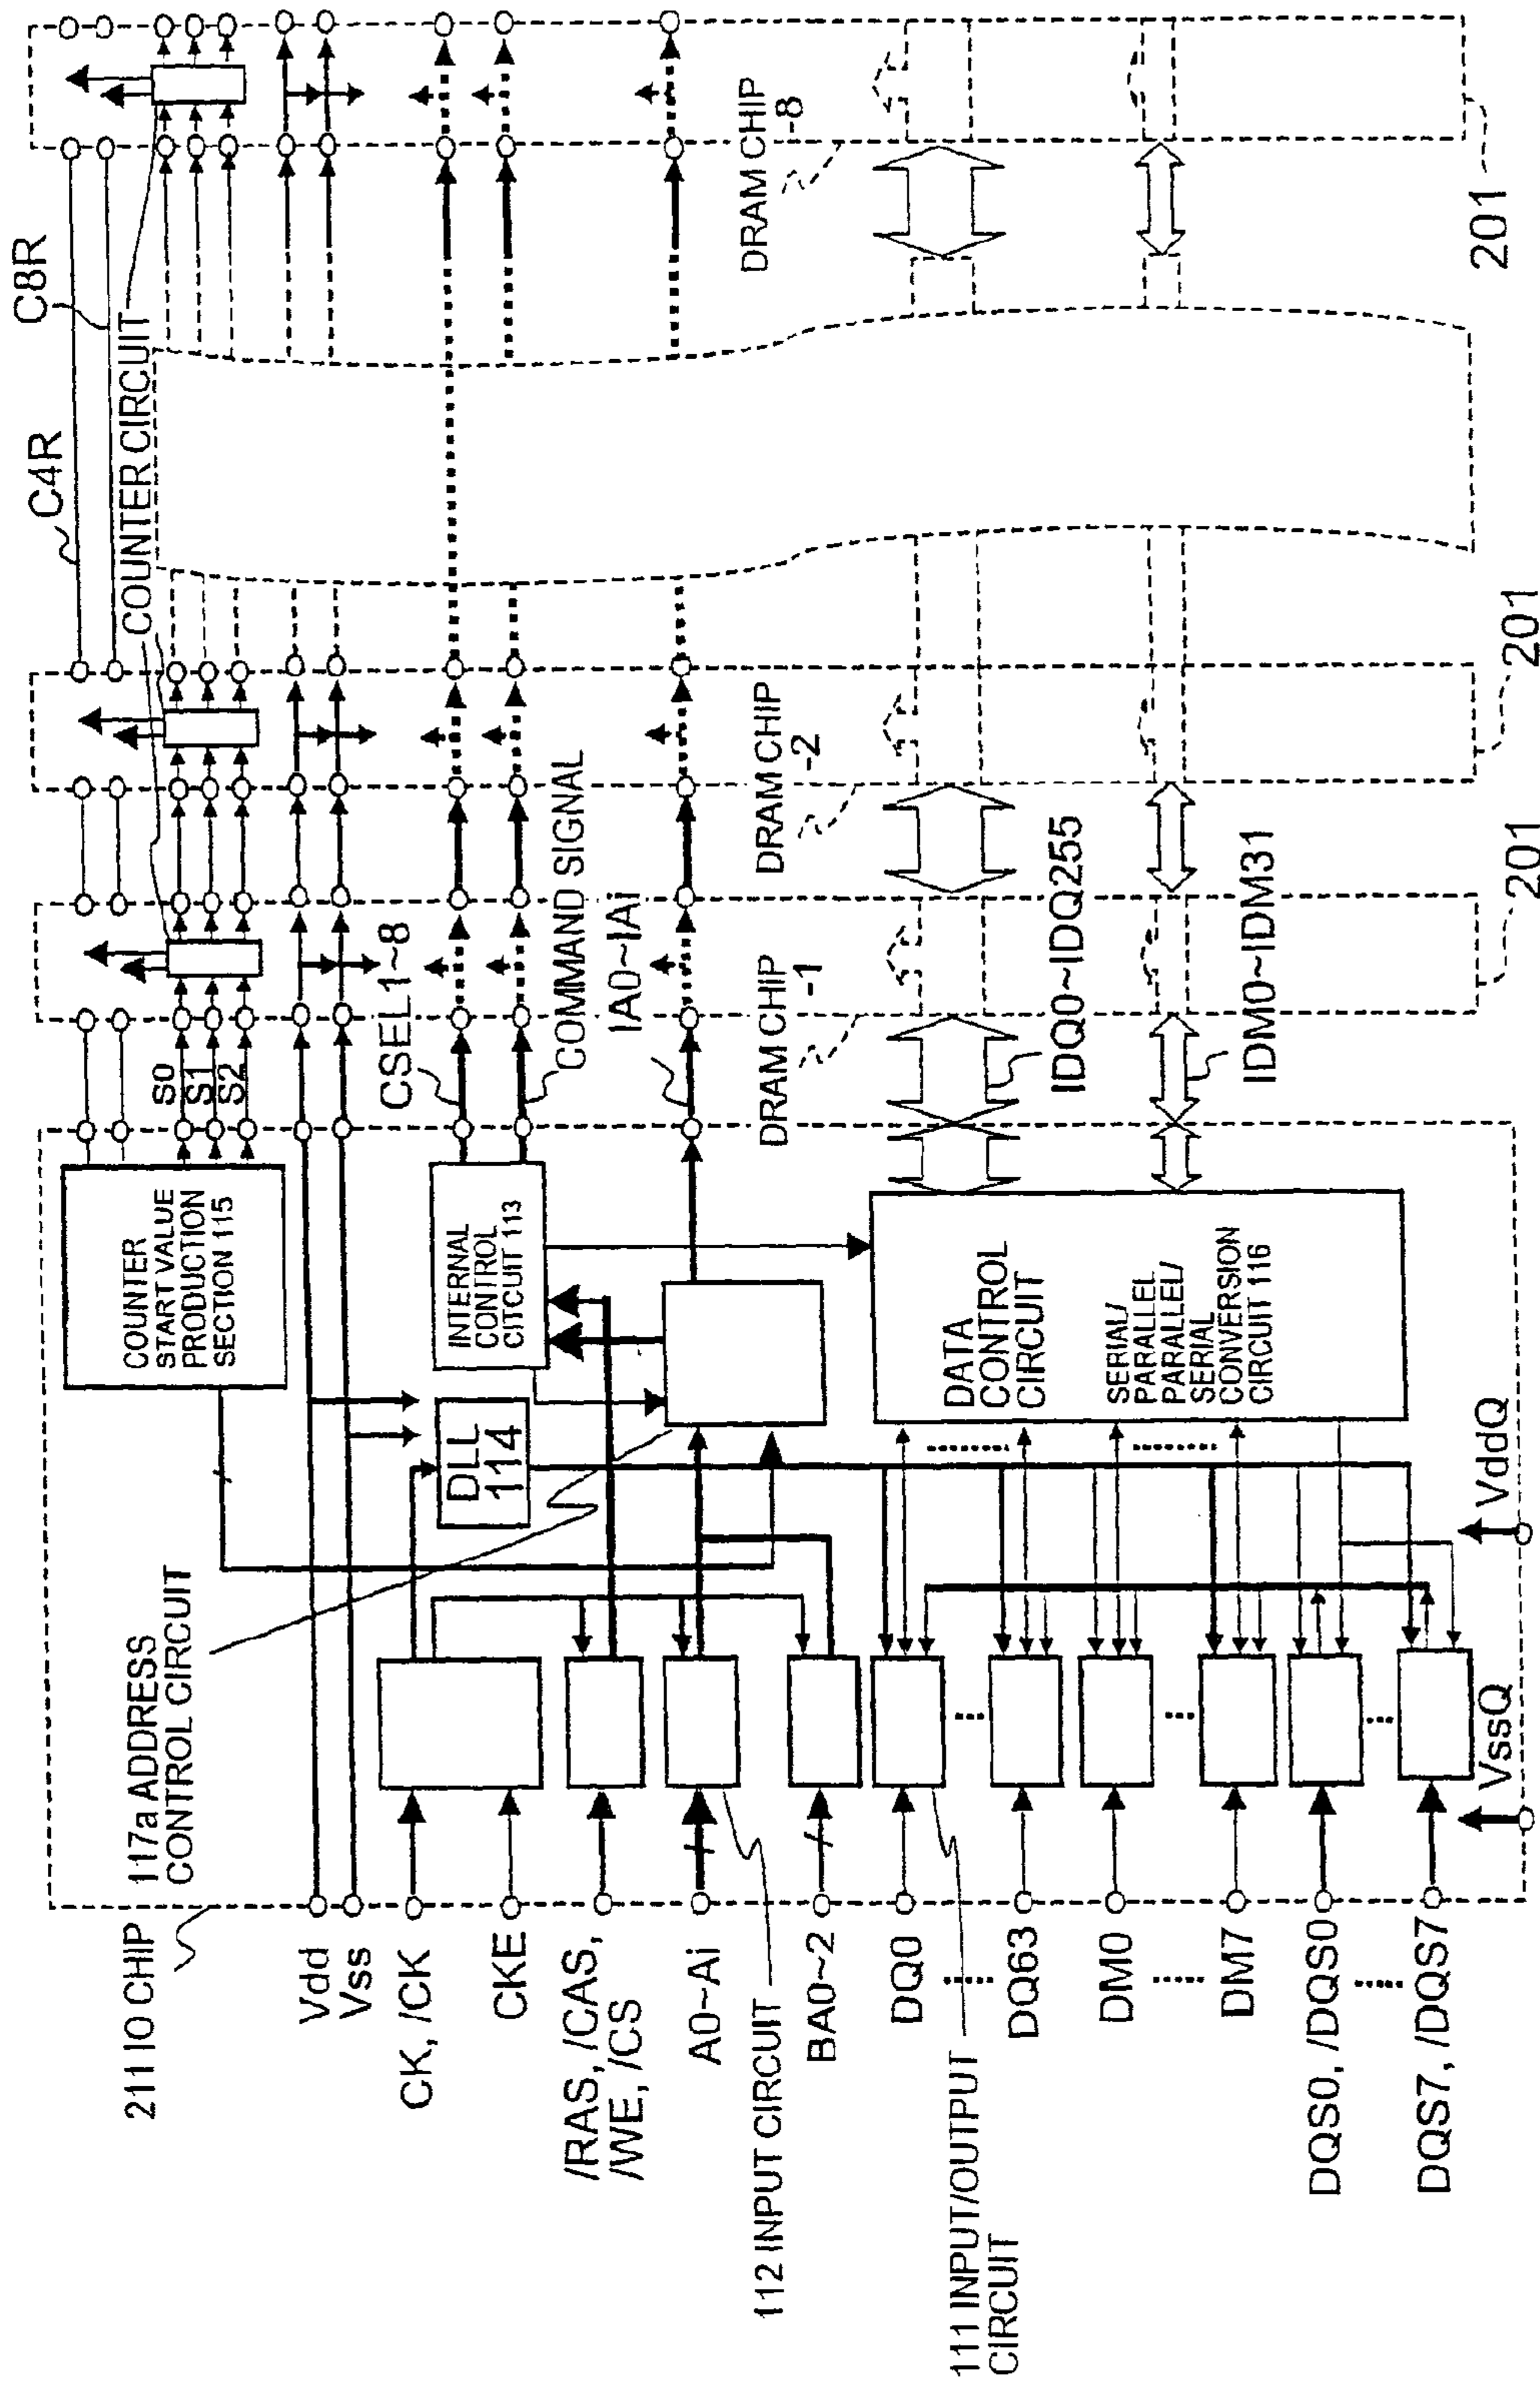 211 IO CHIP
117a ADDRESS
CONTROL CIRCUIT
COUNTER
START VALUE
PRODUCTION
SECTION 115
S0
S1
S2
C4R
C8R
COUNTER CIRCUIT
Vdd
Vss
CK, /CK
CKE
/RAS, /CAS,
/WE, /CS
A0~Ai
112 INPUT CIRCUIT
BA0~2
DQ0
DQ63
111 INPUT/OUTPUT
CIRCUIT
DM0
DM7
DQS0, /DQS0
DQS7, /DQS7
DLL
114
INTERNAL
CONTROL
CITCUIT 113
CSEL1~8
COMMAND SIGNAL
IA0~IAi
DATA
CONTROL
CIRCUIT
SERIAL/
PARALLEL
PARALLEL/
SERIAL
CONVERSION
CIRCUIT 116
DRAM CHIP
-1
DRAM CHIP
-2
DRAM CHIP
-8
IDQ0~IDQ255
IDM0~IDM31
VssQ
VddQ
201
201
201